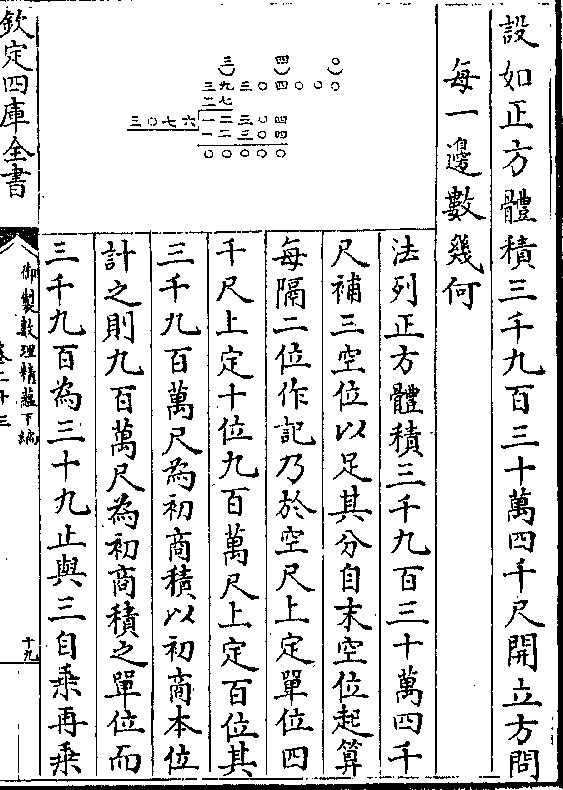 設如正方體積三千九百三十萬四千尺開立方問
每一邊數幾何
三 四 ○
三九三○四○○○
二七
三○七六 一二三○四
一二三○四
○○○○○
法列正方體積三千九百三十萬四千
尺補三空位以足其分自末空位起算
每隔二位作記乃於空尺上定單位四
千尺上定十位九百萬尺上定百位其
三千九百萬尺為初商積以初商本位
計之則九百萬尺為初商積之單位而
三千九百為三十九止與三自乘再乘
欽定四庫全書
御製數理精蘊下編
卷二十三
十九